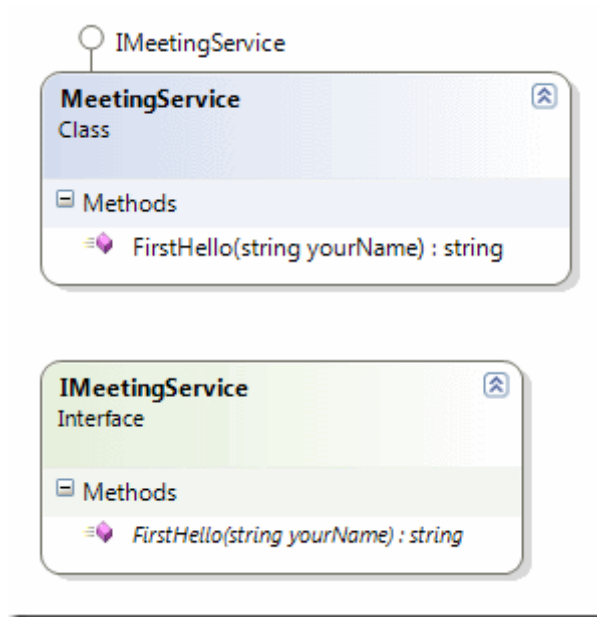 IMeetingService
MeetingService
Class
Methods
FirstHello(string yourName) : string
IMeetingService
Interface
Methods
FirstHello(string yourName) : string